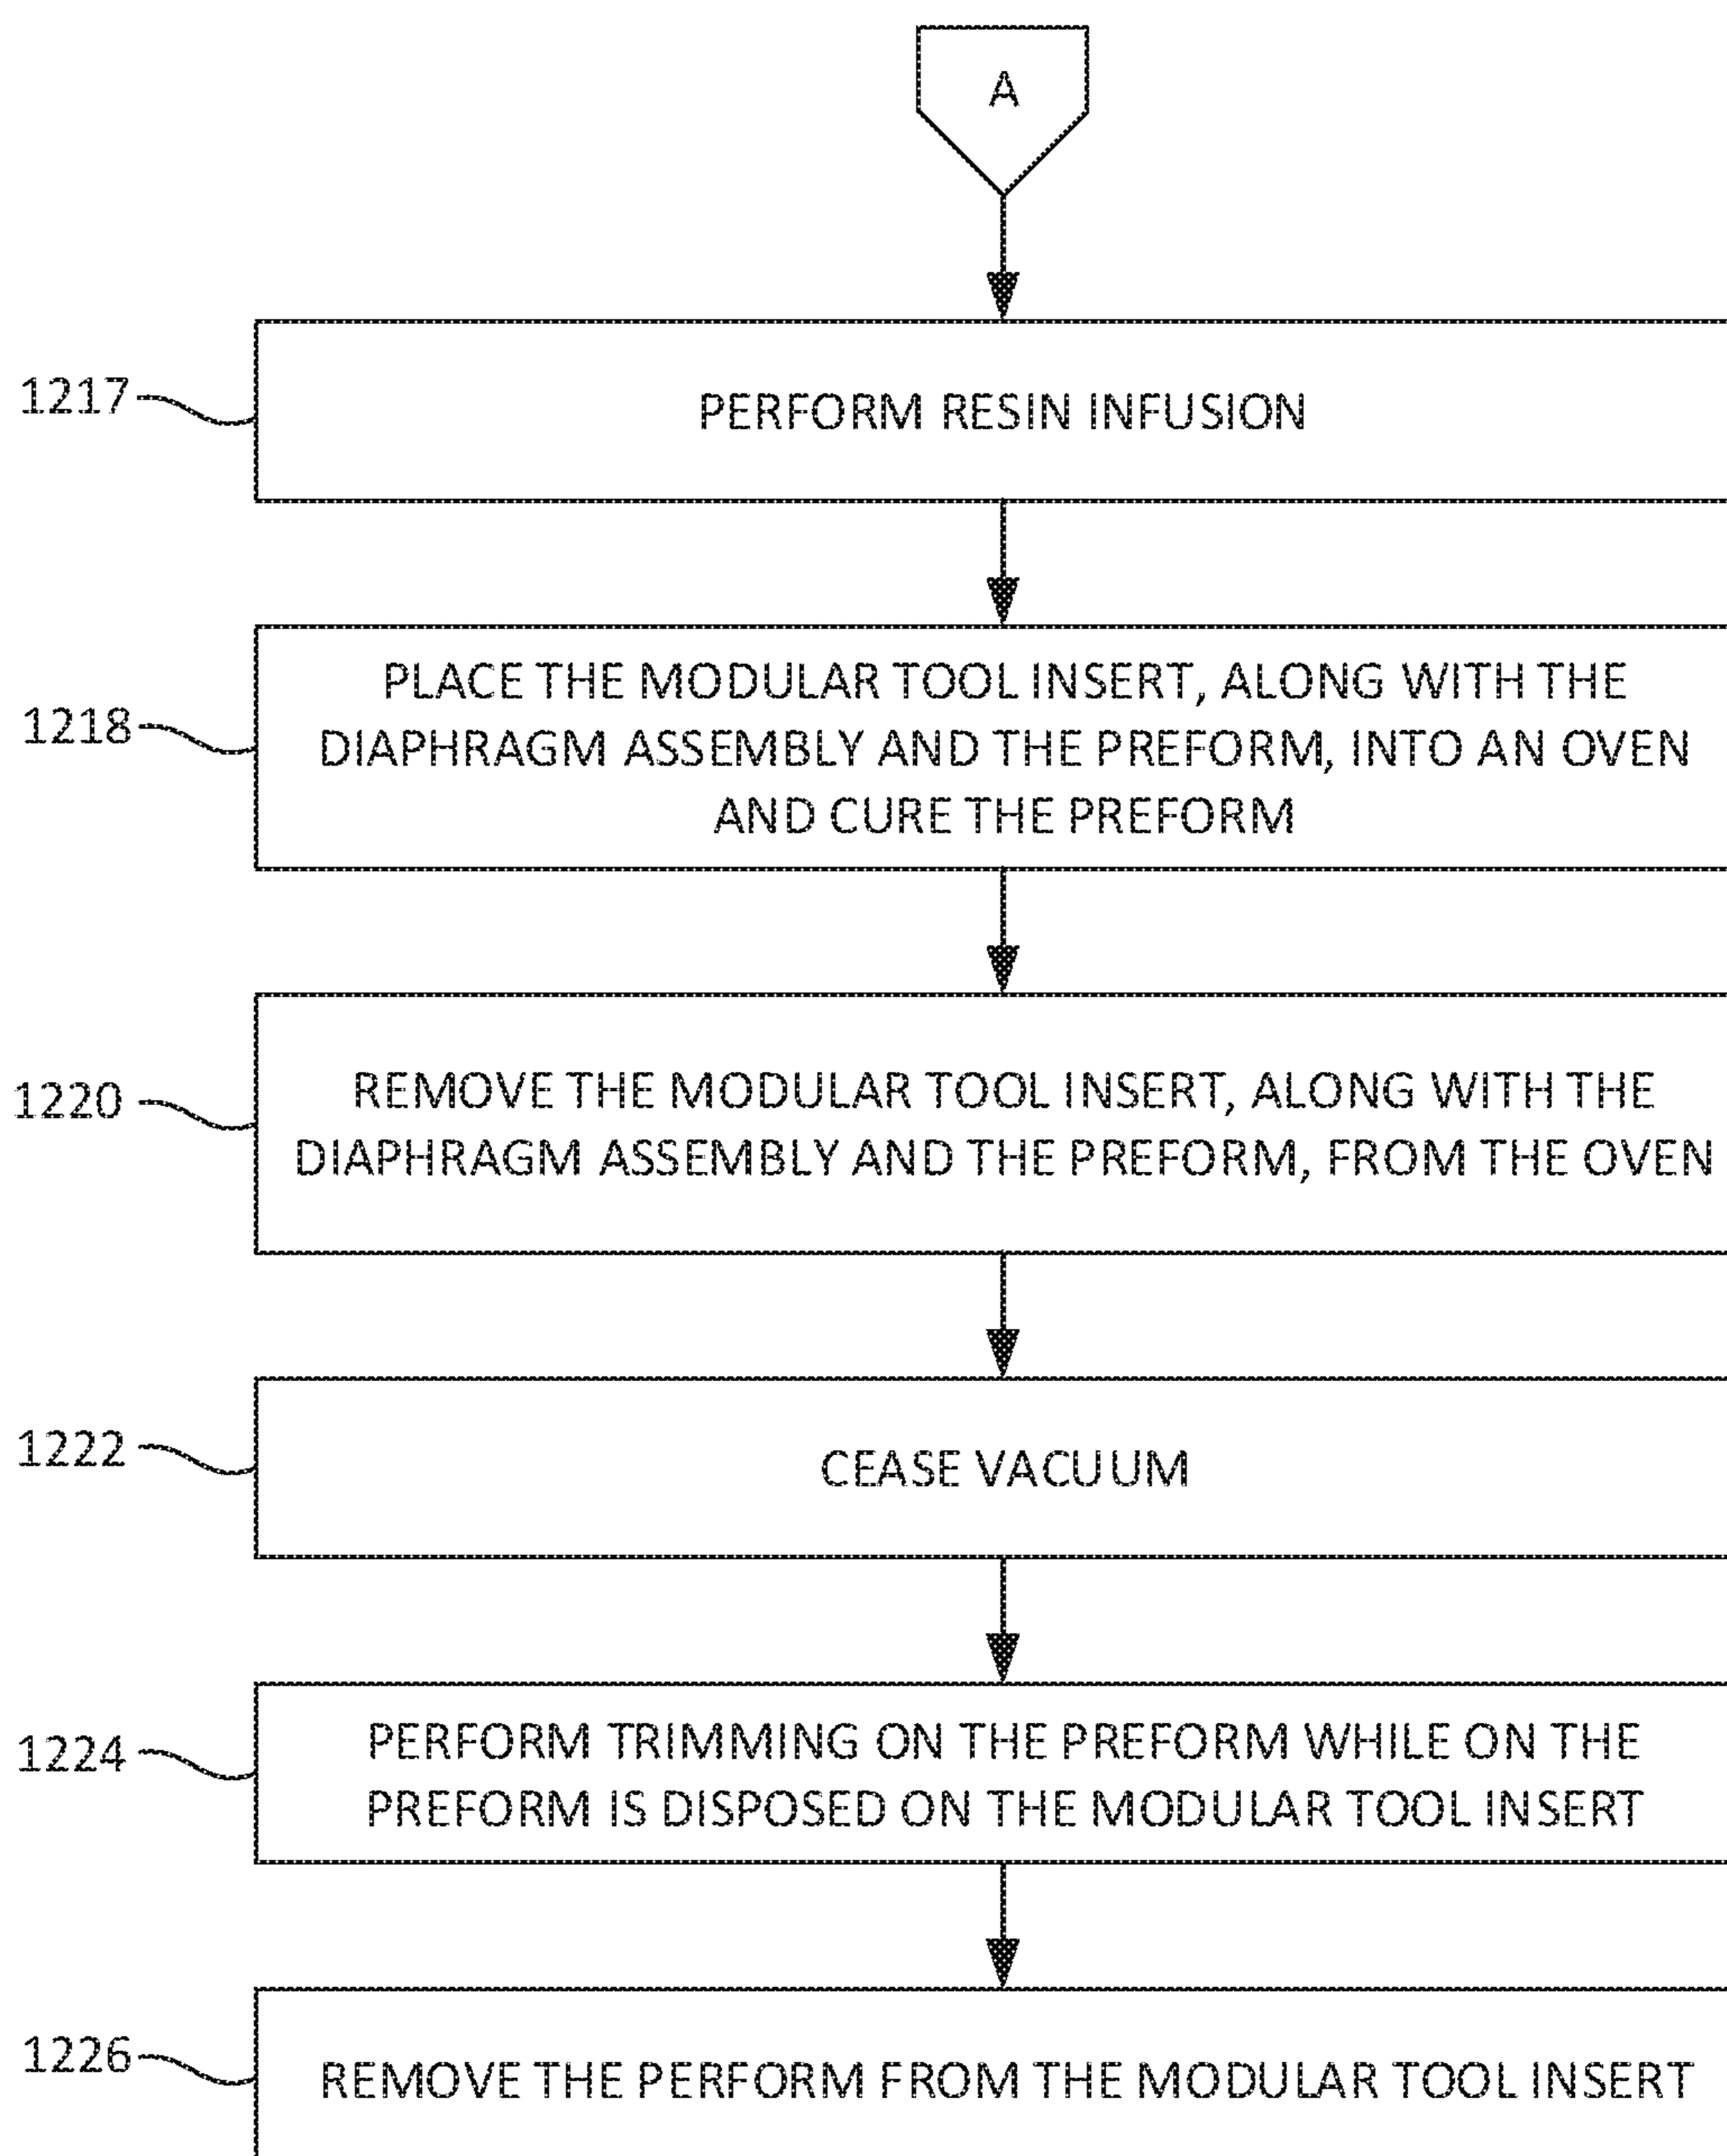 A
1217
PERFORM RESIN INFUSION
1218
PLACE THE MODULAR TOOL INSERT, ALONG WITH THE
DIAPHRAGM ASSEMBLY AND THE PREFORM, INTO AN OVEN
AND CURE THE PREFORM
1220
REMOVE THE MODULAR TOOL INSERT, ALONG WITH THE
DIAPHRAGM ASSEMBLY AND THE PREFORM, FROM THE OVEN
1222
CEASE VACUUM
1224
PERFORM TRIMMING ON THE PREFORM WHILE ON THE
PREFORM IS DISPOSED ON THE MODULAR TOOL INSERT
1226
REMOVE THE PERFORM FROM THE MODULAR TOOL INSERT